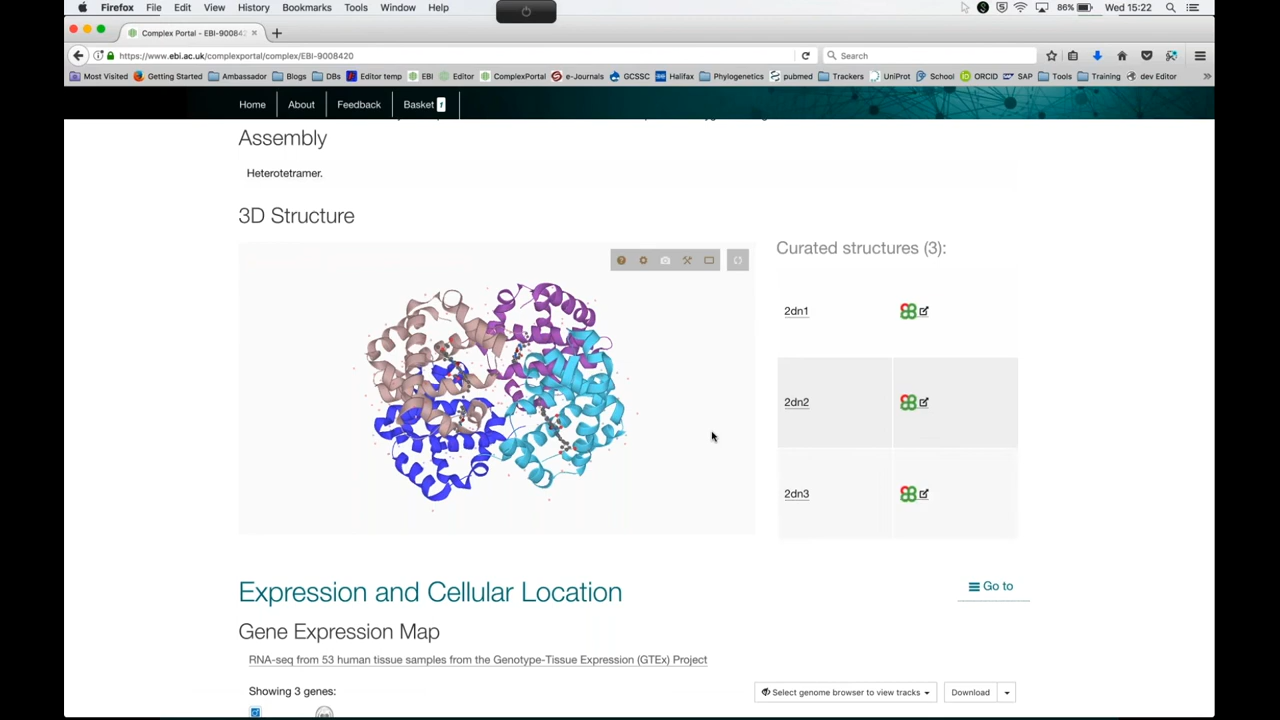 Firefox File Edit View History Bookmarks Tools Window Help 86% Wed 15:22
Complex Portal - EBI-90084
https://www.ebi.ac.uk/complexportal/complex/EBI-9008420 Search
Most Visited Getting Started Ambassador Blogs DBs Editor temp EBI Editor ComplexPortal e-Journals GCSSC Halifax Phylogenetics pubmed Trackers UniProt School ORCID SAP Tools Training dev Editor
Home About Feedback Basket 1
Assembly
Heterotetramer.
3D Structure
Curated structures (3):
2dn1
2dn2
2dn3
Expression and Cellular Location
Go to
Gene Expression Map
RNA-seq from 53 human tissue samples from the Genotype-Tissue Expression (GTEx) Project
Showing 3 genes:
Select genome browser to view tracks Download